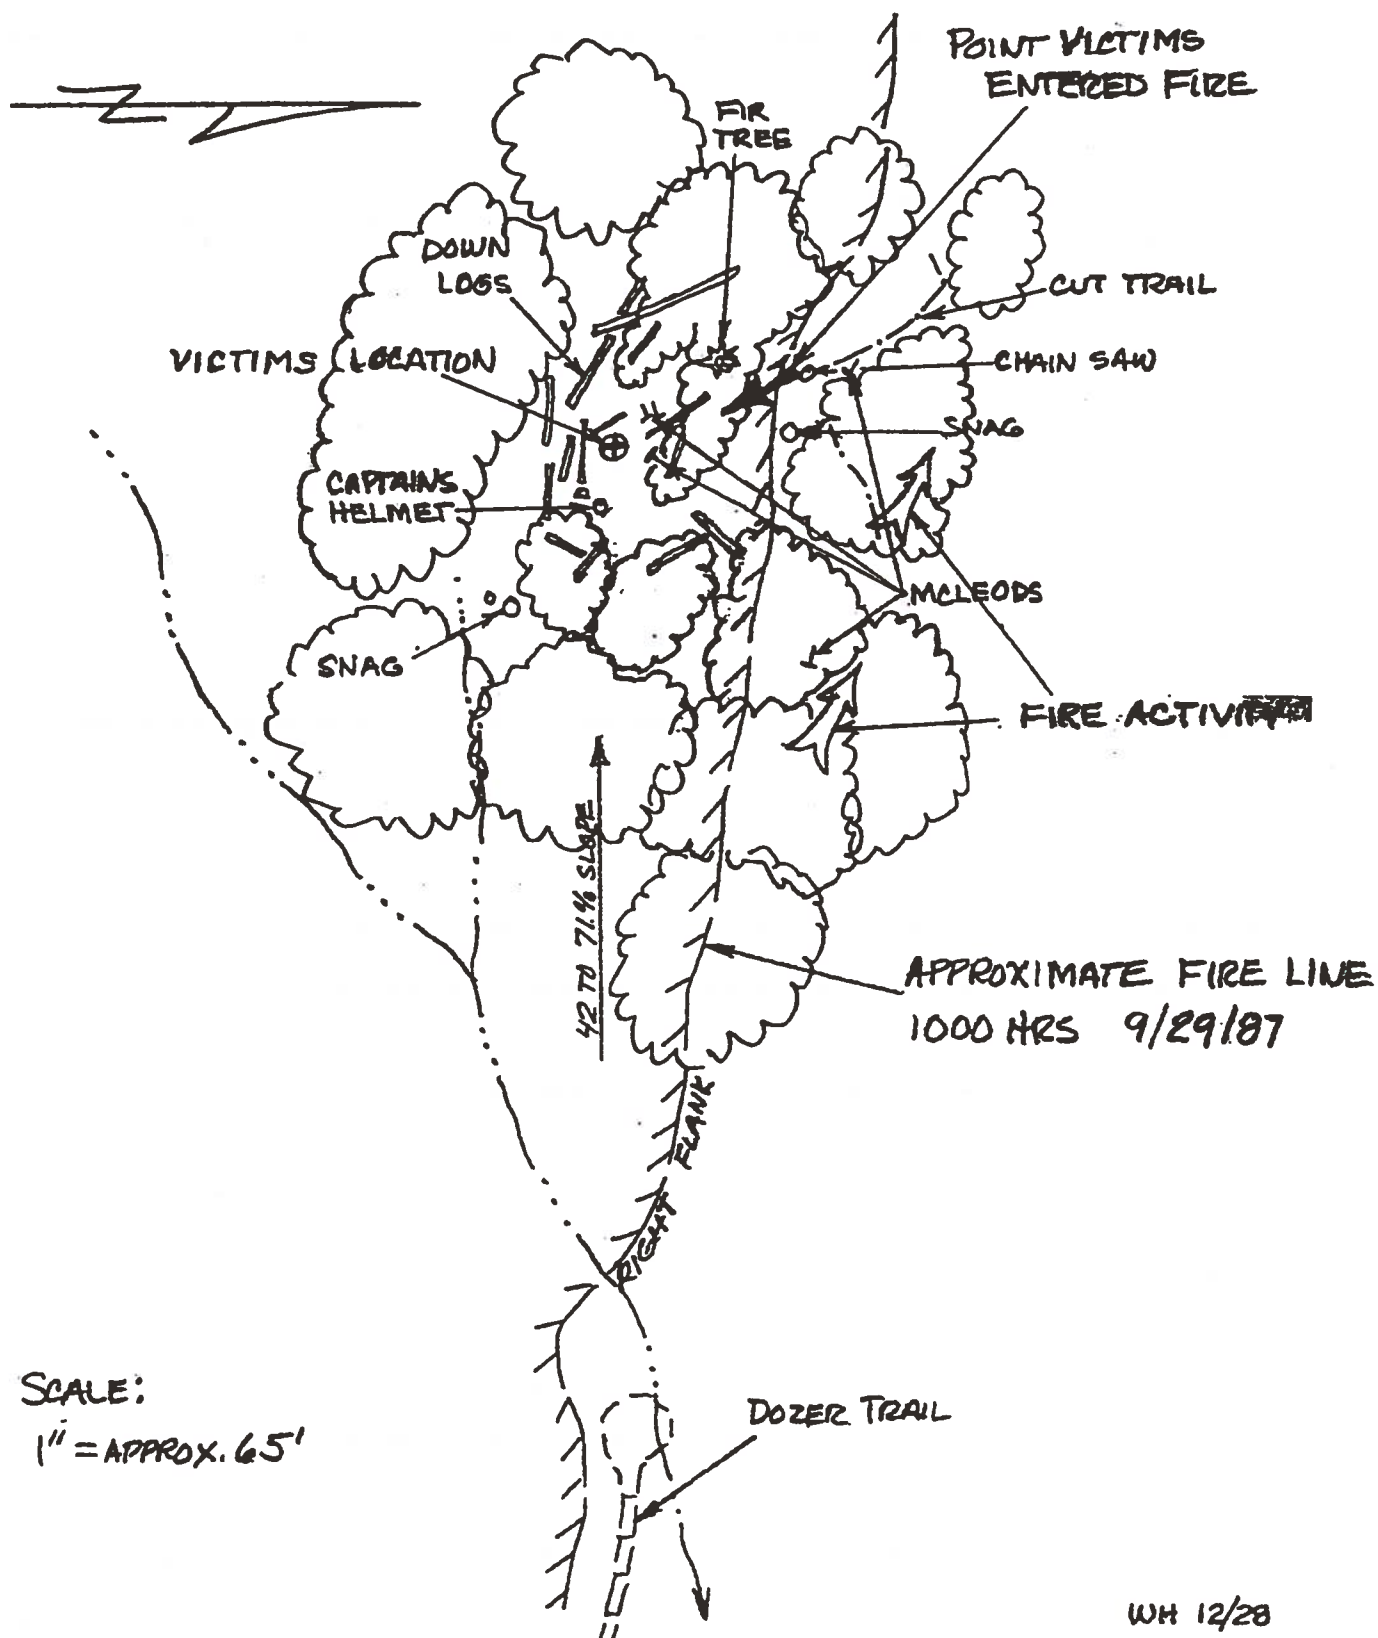 POINT VICTIMS
ENTERED FIRE
FIR
TREE
DOWN
LOGS
CUT TRAIL
VICTIMS LOCATION
CHAIN SAW
SNAG
CAPTAINS
HELMET
MCLEODS
SNAG
FIRE ACTIVITY
42 TO 71% SLOPE
APPROXIMATE FIRE LINE
1000 HRS 9/29/87
RIGHT FLANK
SCALE:
1" = APPROX. 65'
DOZER TRAIL
WH 12/28